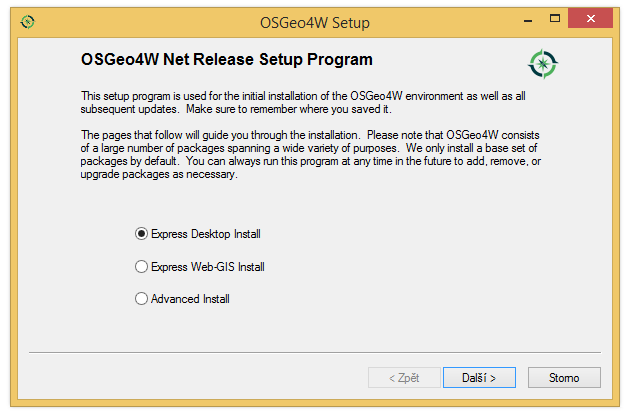 OSGeo4W Setup
OSGeo4W Net Release Setup Program
This setup program is used for the initial installation of the OSGeo4W environment as well as all
subsequent updates. Make sure to remember where you saved it.
The pages that follow will guide you through the installation. Please note that OSGeo4W consists
of a large number of packages spanning a wide variety of purposes. We only install a base set of
packages by default. You can always run this program at any time in the future to add, remove, or
upgrade packages as necessary.
Express Desktop Install
Express Web-GIS Install
Advanced Install
< Zpět
Další >
Storno